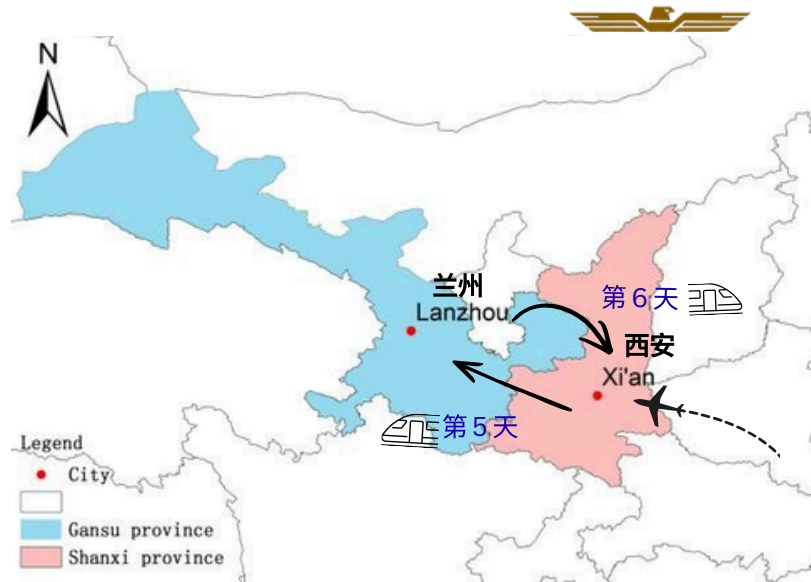 N
兰州
Lanzhou
第6天
西安
Xi'an
第5天
Legend
City
Gansu province
Shanxi province